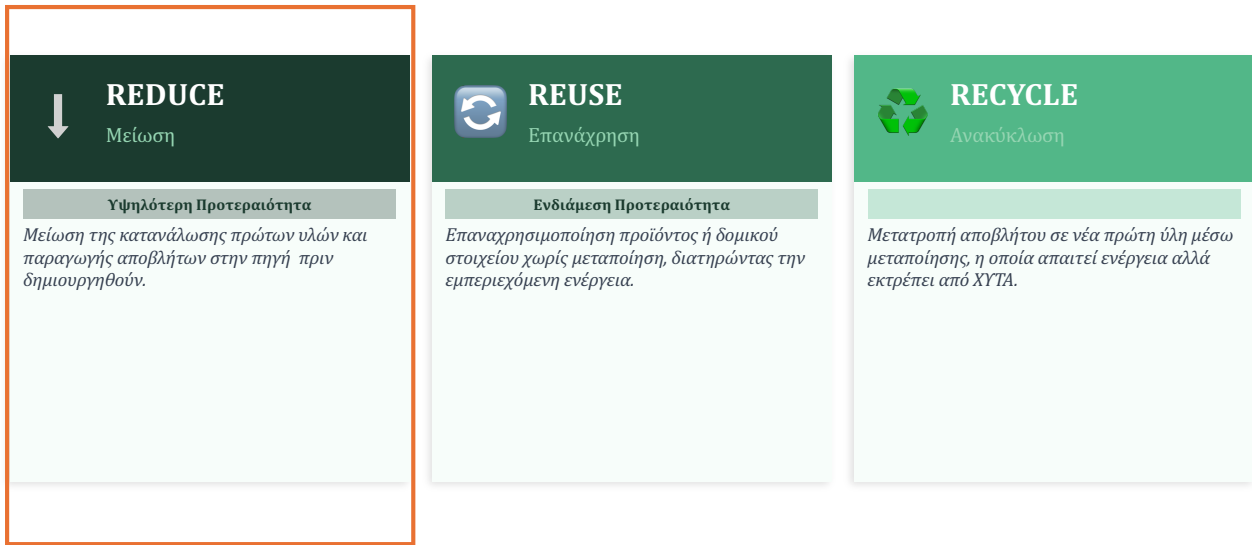 REDUCE
Μείωση
Υψηλότερη Προτεραιότητα
Μείωση της κατανάλωσης πρώτων υλών και
παραγωγής αποβλήτων στην πηγή πριν
δημιουργηθούν.
REUSE
Επανάχρηση
Ενδιάμεση Προτεραιότητα
Επαναχρησιμοποίηση προϊόντος ή δομικού
στοιχείου χωρίς μεταποίηση, διατηρώντας την
εμπεριεχόμενη ενέργεια.
RECYCLE
Ανακύκλωση
Μετατροπή αποβλήτου σε νέα πρώτη ύλη μέσω
μεταποίησης, η οποία απαιτεί ενέργεια αλλά
εκτρέπει από ΧΥΤΑ.